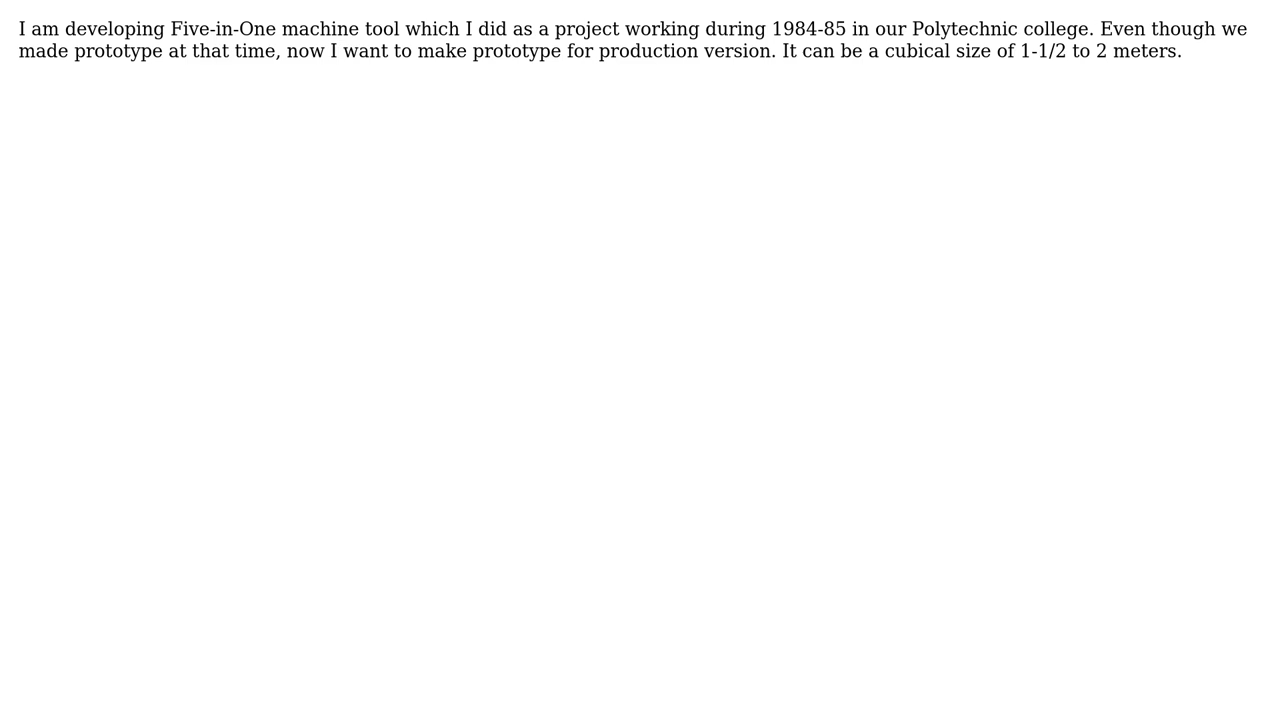 I am developing Five-in-One machine tool which I did as a project working during 1984-85 in our Polytechnic college. Even though we
made prototype at that time, now I want to make prototype for production version. It can be a cubical size of 1-1/2 to 2 meters.